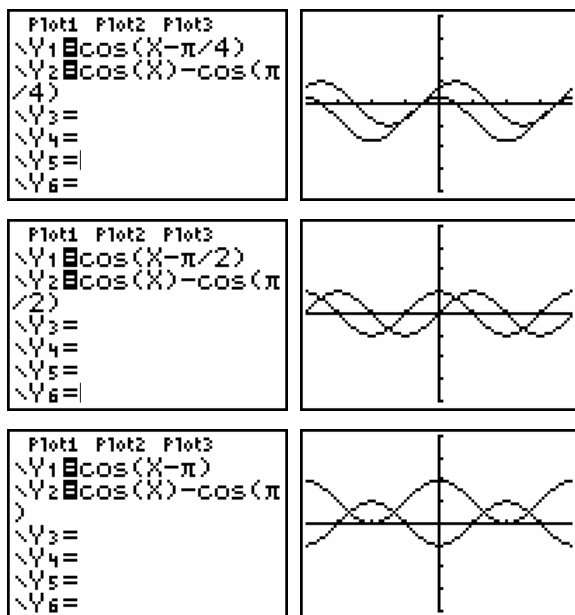 Plot1 Plot2 Plot3
\Y1=cos(X-π/4)
\Y2=cos(X)-cos(π
/4)
\Y3=
\Y4=
\Y5=
\Y6=
Plot1 Plot2 Plot3
\Y1=cos(X-π/2)
\Y2=cos(X)-cos(π
/2)
\Y3=
\Y4=
\Y5=
\Y6=
Plot1 Plot2 Plot3
\Y1=cos(X-π)
\Y2=cos(X)-cos(π
)
\Y3=
\Y4=
\Y5=
\Y6=